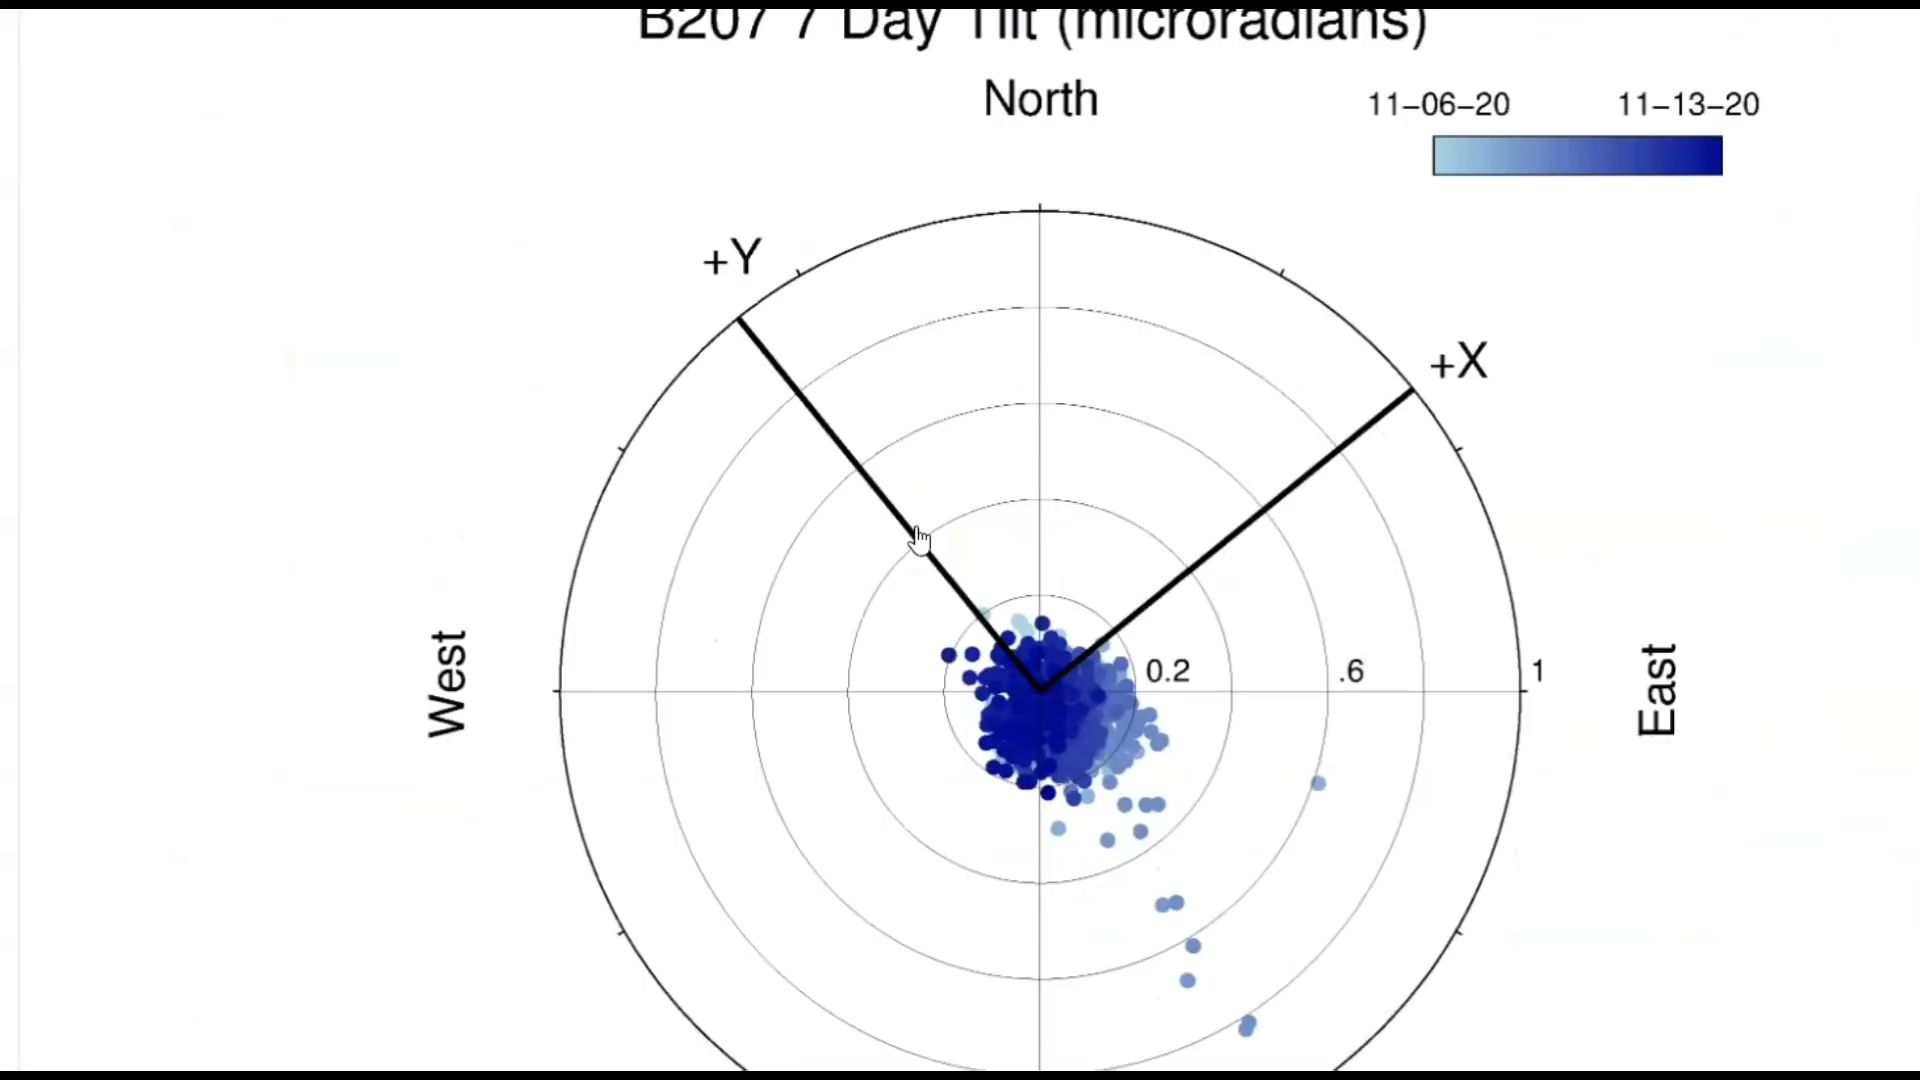 B207 7 Day Tilt (microradians)
North
11-06-20 11-13-20
+Y
+X
West
0.2 .6 1
East